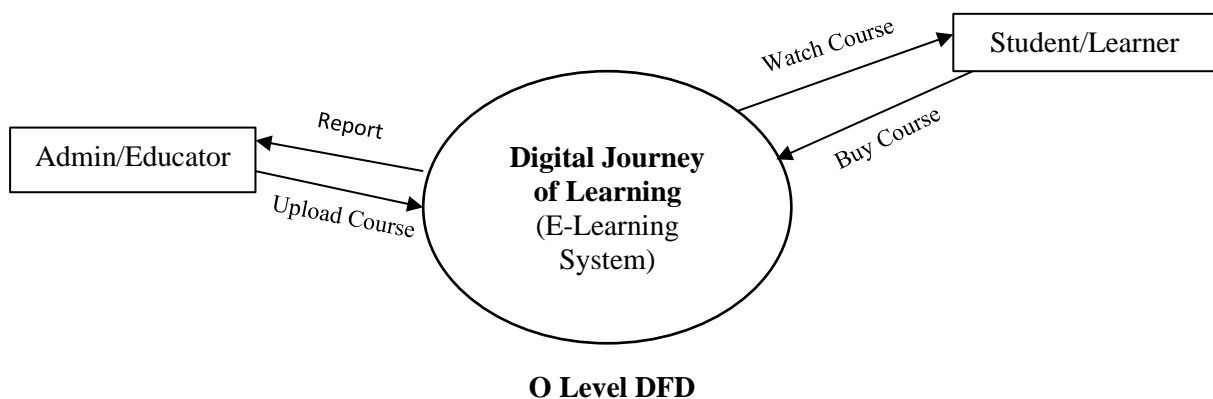 Watch Course
Student/Learner
Buy Course
Report
Admin/Educator
Upload Course
Digital Journey
of Learning
(E-Learning
System)
O Level DFD